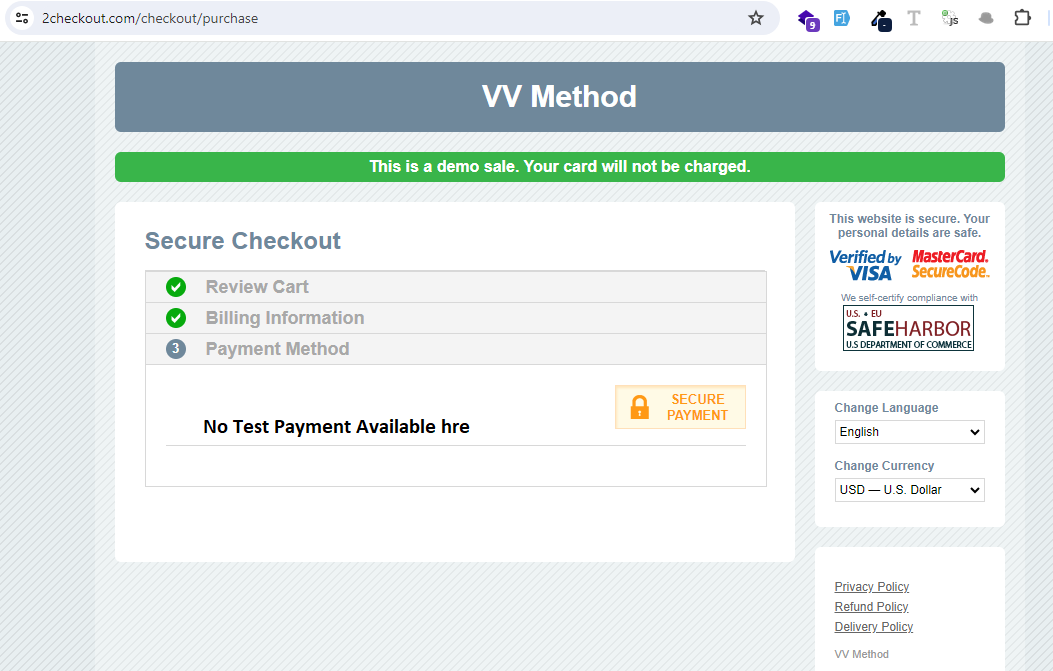 2checkout.com/checkout/purchase
9
FI
JS
T
VV Method
This is a demo sale. Your card will not be charged.
Secure Checkout
Review Cart
Billing Information
3 Payment Method
SECURE
PAYMENT
No Test Payment Available hre
This website is secure. Your
personal details are safe.
Verified by
VISA
MasterCard.
SecureCode.
We self-certify compliance with
U.S. ♦ EU
SAFEHARBOR
U.S DEPARTMENT OF COMMERCE
Change Language
English
Change Currency
USD — U.S. Dollar
Privacy Policy
Refund Policy
Delivery Policy
VV Method